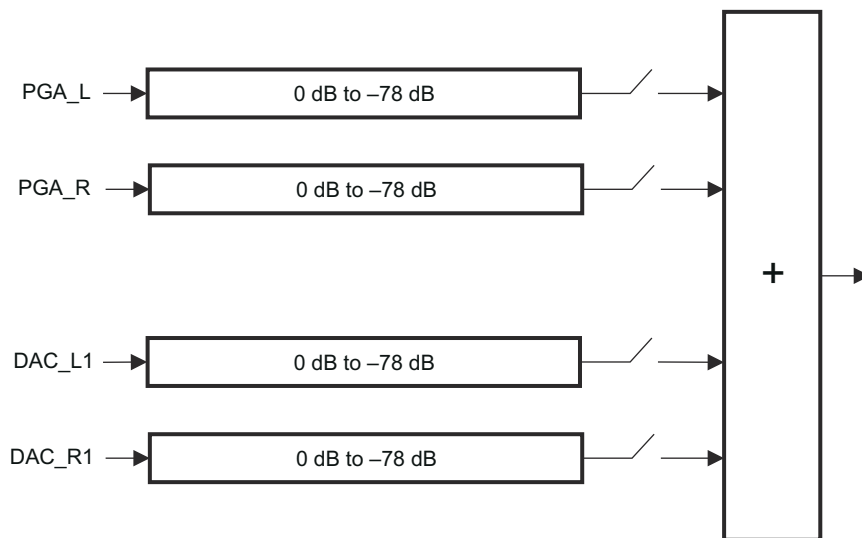 PGA_L 0 dB to –78 dB
PGA_R 0 dB to –78 dB
+
DAC_L1 0 dB to –78 dB
DAC_R1 0 dB to –78 dB